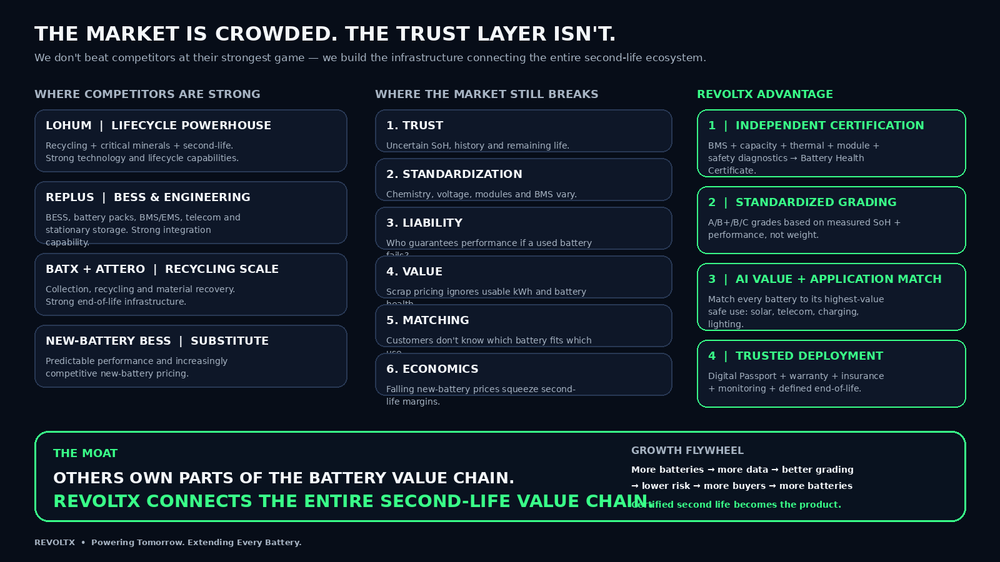 THE MARKET IS CROWDED. THE TRUST LAYER ISN'T.
We don't beat competitors at their strongest game — we build the infrastructure connecting the entire second-life ecosystem.
WHERE COMPETITORS ARE STRONG
LOHUM | LIFECYCLE POWERHOUSE
Recycling + critical minerals + second-life.
Strong technology and lifecycle capabilities.
REPLUS | BESS & ENGINEERING
BESS, battery packs, BMS/EMS, telecom and
stationary storage. Strong integration
capability.
BATX + ATTERO | RECYCLING SCALE
Collection, recycling and material recovery.
Strong end-of-life infrastructure.
NEW-BATTERY BESS | SUBSTITUTE
Predictable performance and increasingly
competitive new-battery pricing.
WHERE THE MARKET STILL BREAKS
1. TRUST
Uncertain SoH, history and remaining life.
2. STANDARDIZATION
Chemistry, voltage, modules and BMS vary.
3. LIABILITY
Who guarantees performance if a used battery
fails?
4. VALUE
Scrap pricing ignores usable kWh and battery
health.
5. MATCHING
Customers don't know which battery fits which
use.
6. ECONOMICS
Falling new-battery prices squeeze second-
life margins.
REVOLTX ADVANTAGE
1 | INDEPENDENT CERTIFICATION
BMS + capacity + thermal + module +
safety diagnostics → Battery Health
Certificate.
2 | STANDARDIZED GRADING
A/B+/B/C grades based on measured SoH +
performance, not weight.
3 | AI VALUE + APPLICATION MATCH
Match every battery to its highest-value
safe use: solar, telecom, charging,
lighting.
4 | TRUSTED DEPLOYMENT
Digital Passport + warranty + insurance
+ monitoring + defined end-of-life.
THE MOAT
OTHERS OWN PARTS OF THE BATTERY VALUE CHAIN.
REVOLTX CONNECTS THE ENTIRE SECOND-LIFE VALUE CHAIN.
GROWTH FLYWHEEL
More batteries → more data → better grading
→ lower risk → more buyers → more batteries
Certified second life becomes the product.
REVOLTX • Powering Tomorrow. Extending Every Battery.